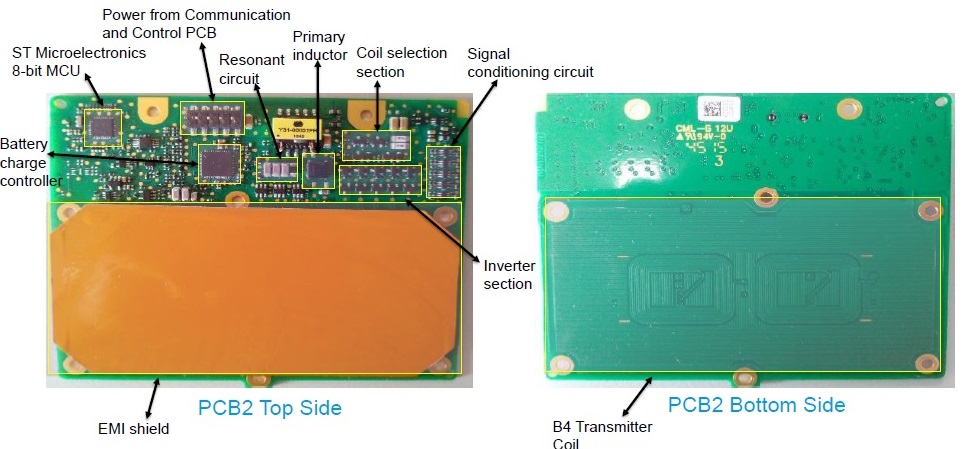 Power from Communication
and Control PCB
ST Microelectronics
8-bit MCU
Resonant
circuit
Primary
inductor
Coil selection
section
Signal
conditioning circuit
Battery
charge
controller
Inverter
section
EMI shield
PCB2 Top Side
CML-G 12U
94V-0
4515
3
B4 Transmitter
Coil
PCB2 Bottom Side